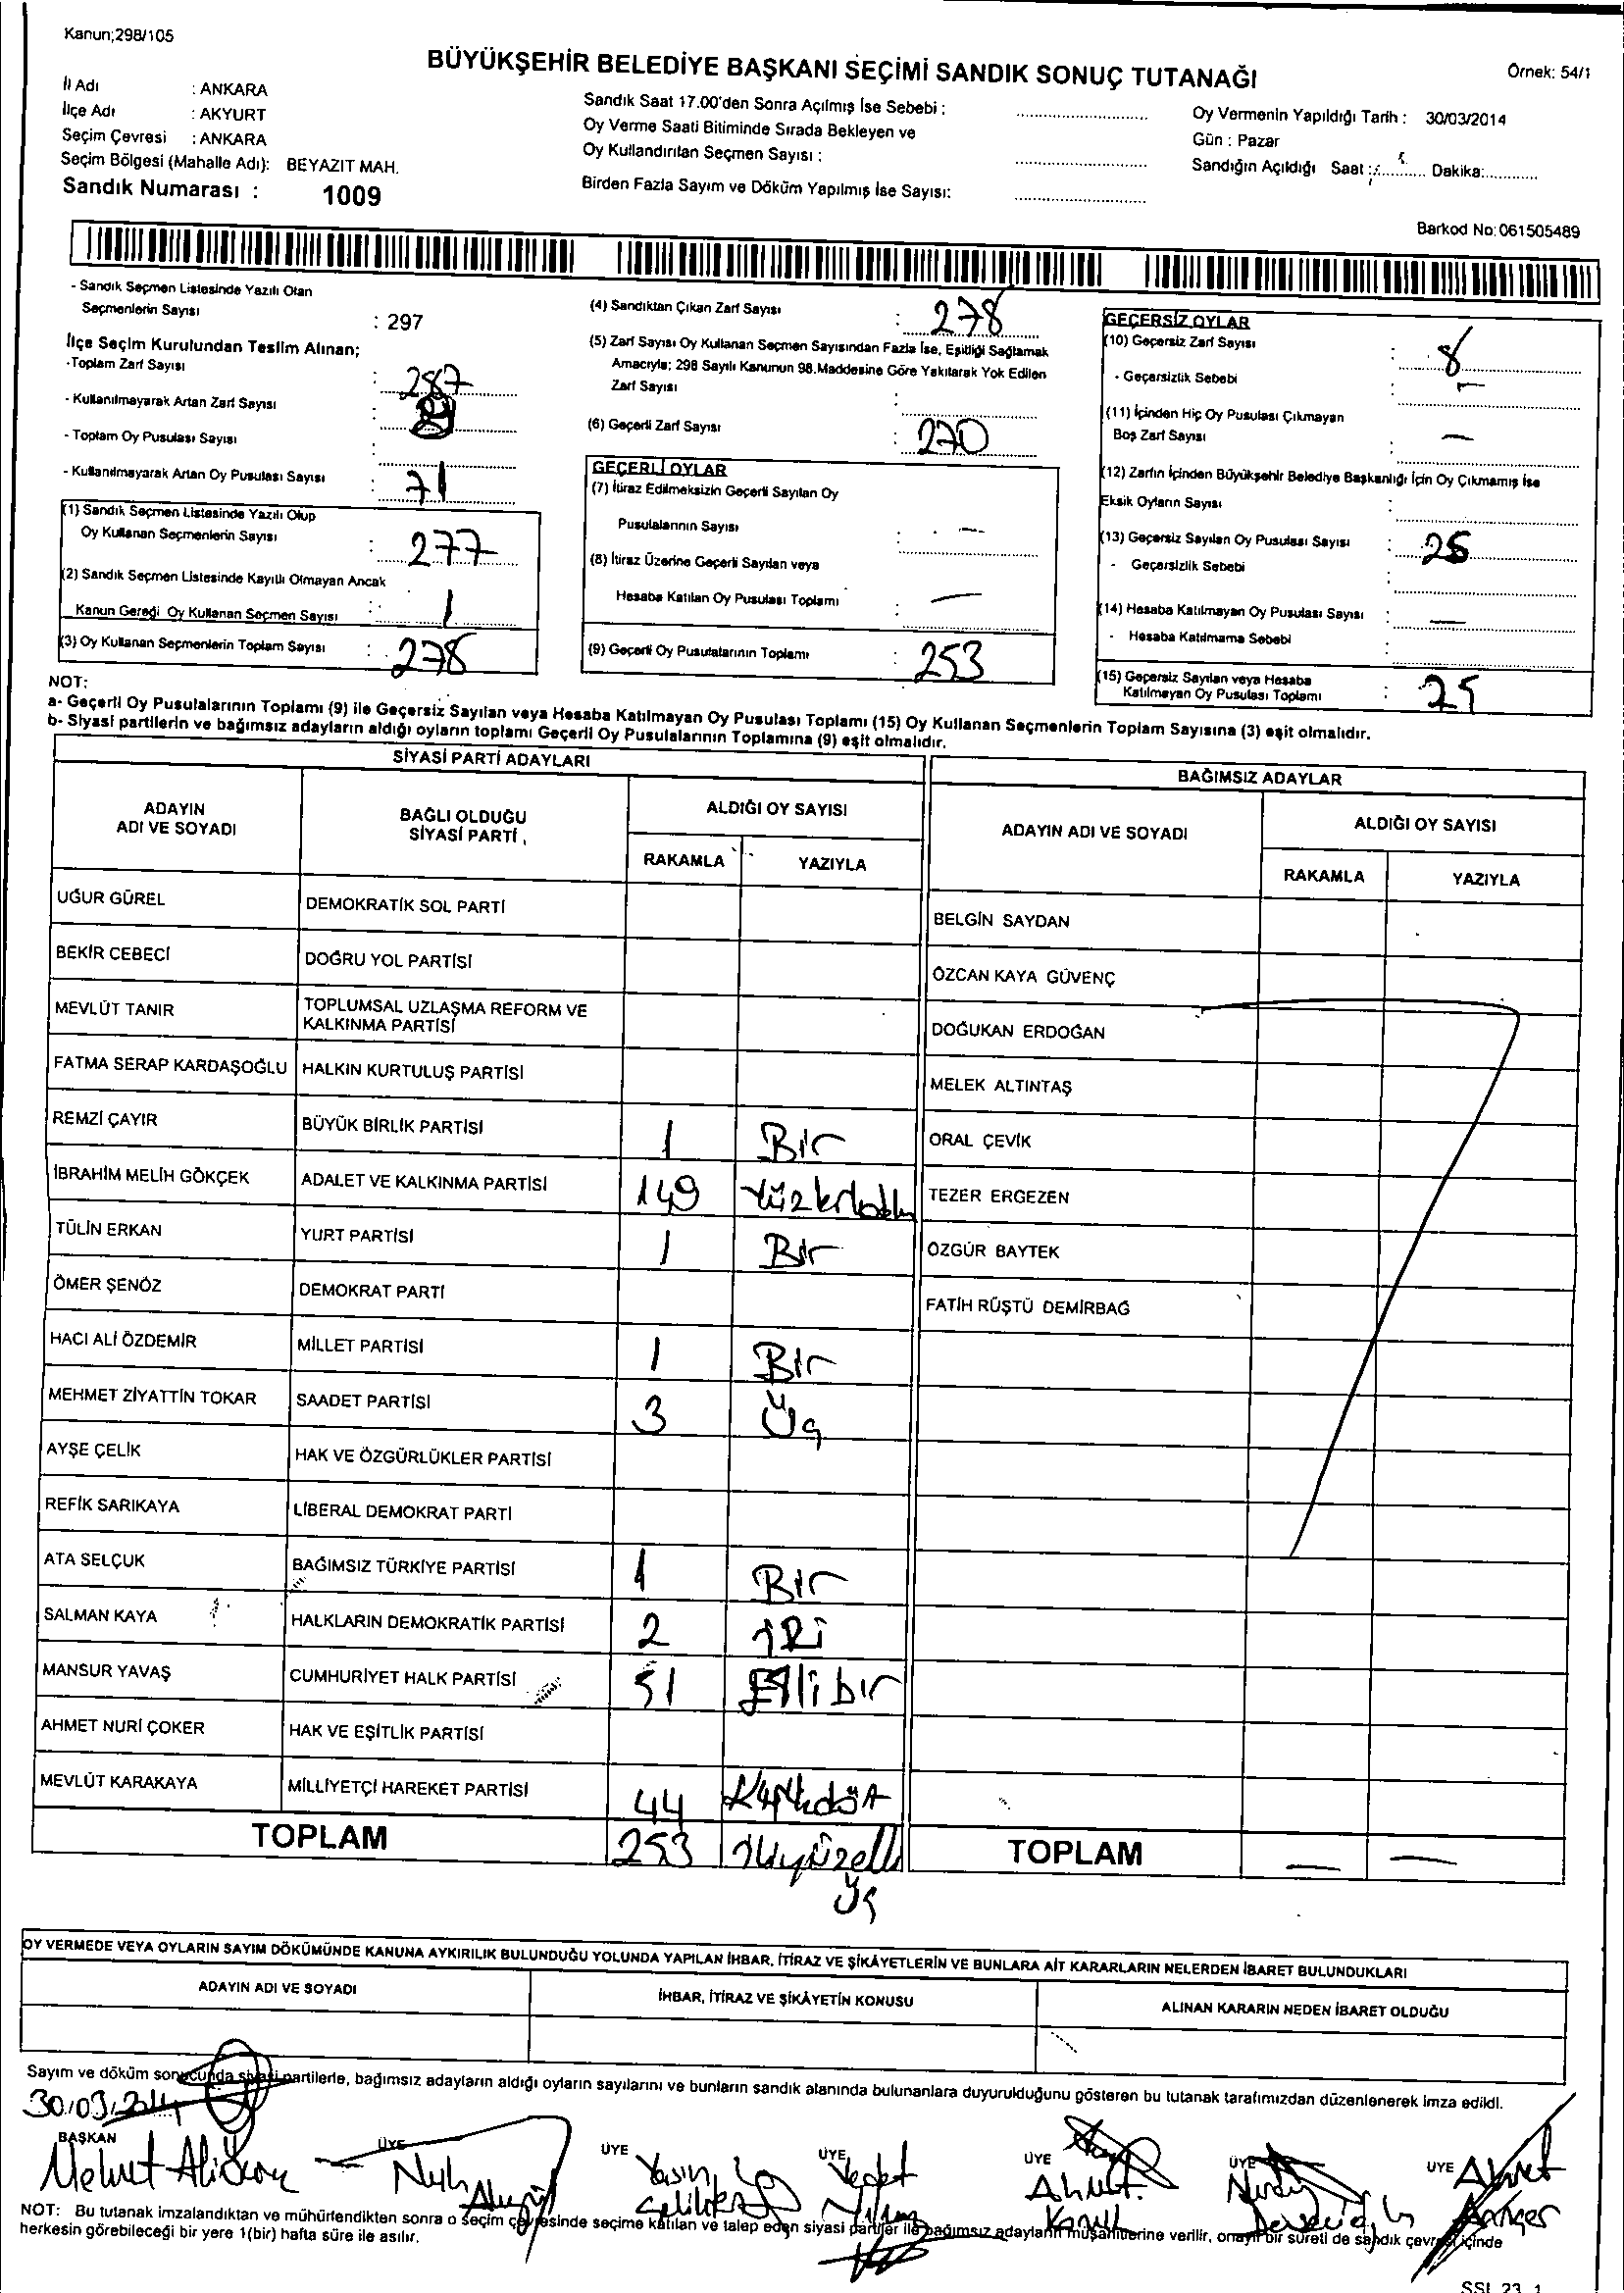 Kanun;298/105
BÜYÜKŞEHİR BELEDİYE BAŞKANI SEÇİMİ SANDIK SONUÇ TUTANAĞI
Örnek: 54/1
İl Adı : ANKARA
İlçe Adı : AKYURT
Seçim Çevresi : ANKARA
Seçim Bölgesi (Mahalle Adı): BEYAZIT MAH.
Sandık Numarası : 1009
Sandık Saat 17.00'den Sonra Açılmış İse Sebebi :
Oy Verme Saati Bitiminde Sırada Bekleyen ve
Oy Kullandırılan Seçmen Sayısı :
Birden Fazla Sayım ve Döküm Yapılmış İse Sayısı:
Oy Vermenin Yapıldığı Tarih : 30/03/2014
Gün : Pazar
Sandığın Açıldığı Saat : Dakika:
Barkod No: 061505489
- Sandık Seçmen Listesinde Yazılı Olan
Seçmenlerin Sayısı : 297
İlçe Seçim Kurulundan Teslim Alınan;
-Toplam Zarf Sayısı : 287
- Kullanılmayarak Artan Zarf Sayısı :
- Toplam Oy Pusulası Sayısı :
- Kullanılmayarak Artan Oy Pusulası Sayısı : 71
(1) Sandık Seçmen Listesinde Yazılı Olup
Oy Kullanan Seçmenlerin Sayısı : 277
(2) Sandık Seçmen Listesinde Kayıtlı Olmayan Ancak
Kanun Gereği Oy Kullanan Seçmen Sayısı : 1
(3) Oy Kullanan Seçmenlerin Toplam Sayısı : 278
(4) Sandıktan Çıkan Zarf Sayısı : 278
(5) Zarf Sayısı Oy Kullanan Seçmen Sayısından Fazla İse, Eşitliği Sağlamak
Amacıyla; 298 Sayılı Kanunun 98.Maddesine Göre Yakılarak Yok Edilen
Zarf Sayısı :
(6) Geçerli Zarf Sayısı : 270
GEÇERLİ OYLAR
(7) İtiraz Edilmeksizin Geçerli Sayılan Oy
Pusulalarının Sayısı : —
(8) İtiraz Üzerine Geçerli Sayılan veya
Hesaba Katılan Oy Pusulası Toplamı : —
(9) Geçerli Oy Pusulalarının Toplamı : 253
GEÇERSİZ OYLAR
(10) Geçersiz Zarf Sayısı : 8
- Geçersizlik Sebebi : —
(11) İçinden Hiç Oy Pusulası Çıkmayan
Boş Zarf Sayısı : —
(12) Zarfın İçinden Büyükşehir Belediye Başkanlığı İçin Oy Çıkmamış İse
Eksik Oyların Sayısı :
(13) Geçersiz Sayılan Oy Pusulası Sayısı : 25
- Geçersizlik Sebebi :
(14) Hesaba Katılmayan Oy Pusulası Sayısı : —
- Hesaba Katılmama Sebebi :
(15) Geçersiz Sayılan veya Hesaba
Katılmayan Oy Pusulası Toplamı : 25
NOT:
a- Geçerli Oy Pusulalarının Toplamı (9) ile Geçersiz Sayılan veya Hesaba Katılmayan Oy Pusulası Toplamı (15) Oy Kullanan Seçmenlerin Toplam Sayısına (3) eşit olmalıdır.
b- Siyasi partilerin ve bağımsız adayların aldığı oyların toplamı Geçerli Oy Pusulalarının Toplamına (9) eşit olmalıdır.
SİYASİ PARTİ ADAYLARI
ADAYIN ADI VE SOYADI BAĞLI OLDUĞU SİYASİ PARTİ ALDIĞI OY SAYISI
RAKAMLA YAZIYLA
UĞUR GÜREL DEMOKRATİK SOL PARTİ
BEKİR CEBECİ DOĞRU YOL PARTİSİ
MEVLÜT TANIR TOPLUMSAL UZLAŞMA REFORM VE KALKINMA PARTİSİ
FATMA SERAP KARDAŞOĞLU HALKIN KURTULUŞ PARTİSİ
REMZİ ÇAYIR BÜYÜK BİRLİK PARTİSİ 1 Bir
İBRAHİM MELİH GÖKÇEK ADALET VE KALKINMA PARTİSİ 149
TÜLİN ERKAN YURT PARTİSİ 1 Bir
ÖMER ŞENÖZ DEMOKRAT PARTİ
HACI ALİ ÖZDEMİR MİLLET PARTİSİ 1 Bir
MEHMET ZİYATTİN TOKAR SAADET PARTİSİ 3 Üç
AYŞE ÇELİK HAK VE ÖZGÜRLÜKLER PARTİSİ
REFİK SARIKAYA LİBERAL DEMOKRAT PARTİ
ATA SELÇUK BAĞIMSIZ TÜRKİYE PARTİSİ 1 Bir
SALMAN KAYA HALKLARIN DEMOKRATİK PARTİSİ 2 iki
MANSUR YAVAŞ CUMHURİYET HALK PARTİSİ 51 Elli bir
AHMET NURİ ÇOKER HAK VE EŞİTLİK PARTİSİ
MEVLÜT KARAKAYA MİLLİYETÇİ HAREKET PARTİSİ 44 Kırkdört
TOPLAM 253 ikiyüzelli
Üç
BAĞIMSIZ ADAYLAR
ADAYIN ADI VE SOYADI ALDIĞI OY SAYISI
RAKAMLA YAZIYLA
BELGİN SAYDAN
ÖZCAN KAYA GÜVENÇ
DOĞUKAN ERDOĞAN
MELEK ALTINTAŞ
ORAL ÇEVİK
TEZER ERGEZEN
ÖZGÜR BAYTEK
FATİH RÜŞTÜ DEMİRBAĞ
TOPLAM — —
OY VERMEDE VEYA OYLARIN SAYIM DÖKÜMÜNDE KANUNA AYKIRILIK BULUNDUĞU YOLUNDA YAPILAN İHBAR, İTİRAZ VE ŞİKÂYETLERİN VE BUNLARA AİT KARARLARIN NELERDEN İBARET BULUNDUKLARI
ADAYIN ADI VE SOYADI İHBAR, İTİRAZ VE ŞİKÂYETİN KONUSU ALINAN KARARIN NEDEN İBARET OLDUĞU
Sayım ve döküm sonucunda siyasi partilerle, bağımsız adayların aldığı oyların sayılarını ve bunların sandık alanında bulunanlara duyurulduğunu gösteren bu tutanak tarafımızdan düzenlenerek imza edildi.
30.03.2014
BAŞKAN ÜYE ÜYE ÜYE ÜYE ÜYE ÜYE
Nuh Yasin Vedat Ahmet Ahmet
NOT: Bu tutanak imzalandıktan ve mühürlendikten sonra o seçim çevresinde seçime katılan ve talep eden siyasi partiler ile bağımsız adayların müşahitlerine verilir, onaylı bir sureti de sandık çevresi içinde
herkesin görebileceği bir yere 1(bir) hafta süre ile asılır.
SSL 23 1